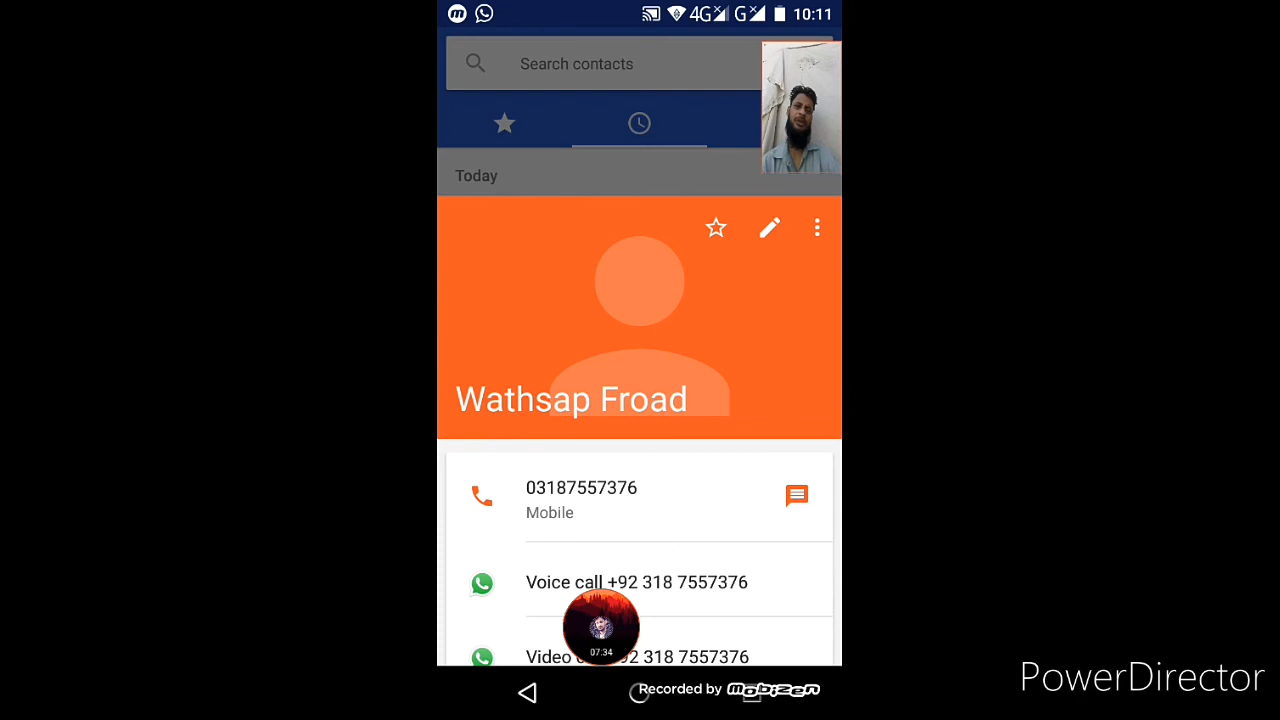 4G G 10:11
Search contacts
Today
Wathsap Froad
03187557376
Mobile
Voice call +92 318 7557376
07:34
Video 92 318 7557376
Recorded by MOBIZEN
PowerDirector